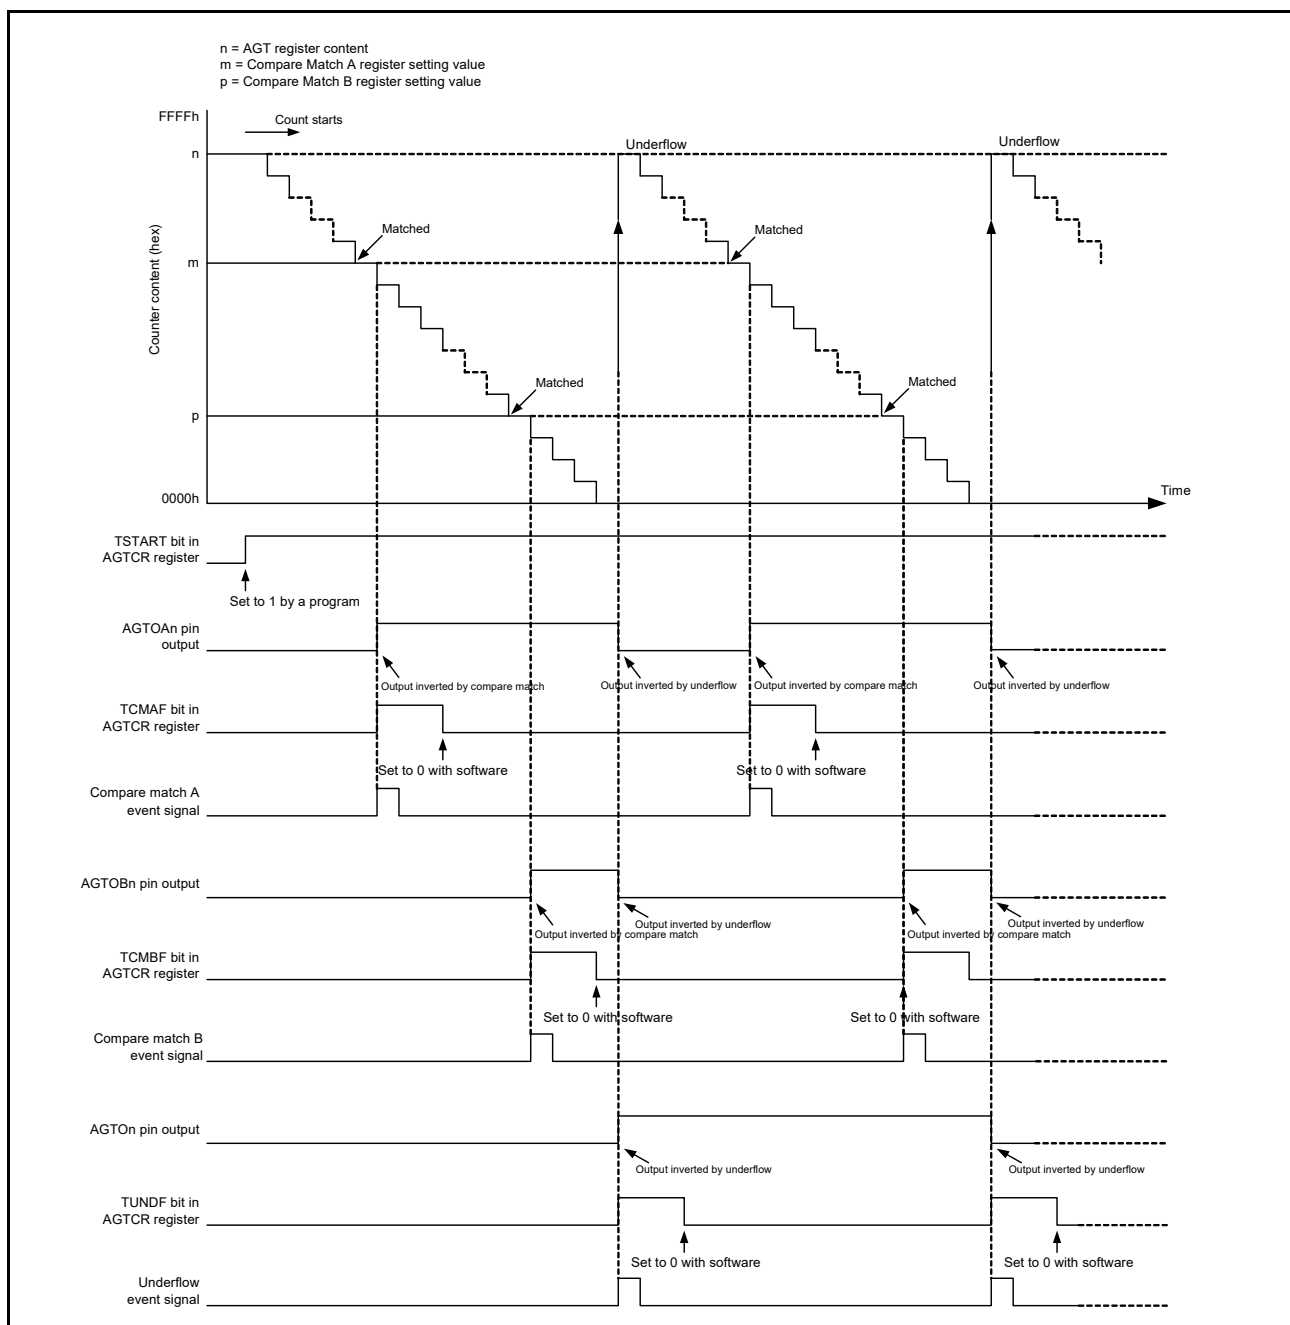 n = AGT register content
m = Compare Match A register setting value
p = Compare Match B register setting value
FFFFh
Count starts
n
Underflow
Underflow
Matched
Matched
m
Counter content (hex)
Matched
Matched
p
0000h
Time
TSTART bit in
AGTCR register
Set to 1 by a program
AGTOAn pin
output
Output inverted by compare match
Output inverted by underflow
Output inverted by compare match
Output inverted by underflow
TCMAF bit in
AGTCR register
Set to 0 with software
Set to 0 with software
Compare match A
event signal
AGTOBn pin output
Output inverted by underflow
Output inverted by underflow
Output inverted by compare match
Output inverted by compare match
TCMBF bit in
AGTCR register
Set to 0 with software
Set to 0 with software
Compare match B
event signal
AGTOn pin output
Output inverted by underflow
Output inverted by underflow
TUNDF bit in
AGTCR register
Set to 0 with software
Set to 0 with software
Underflow
event signal